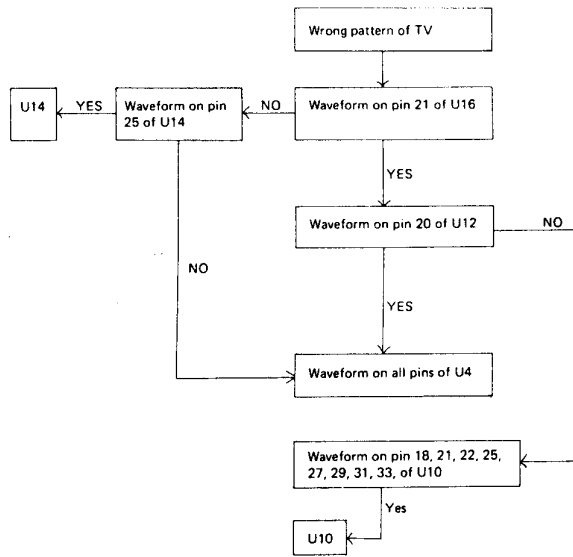 Wrong pattern of TV
U14
YES
Waveform on pin
25 of U14
NO
Waveform on pin 21 of U16
YES
Waveform on pin 20 of U12
NO
NO
YES
Waveform on all pins of U4
Waveform on pin 18, 21, 22, 25,
27, 29, 31, 33, of U10
Yes
U10